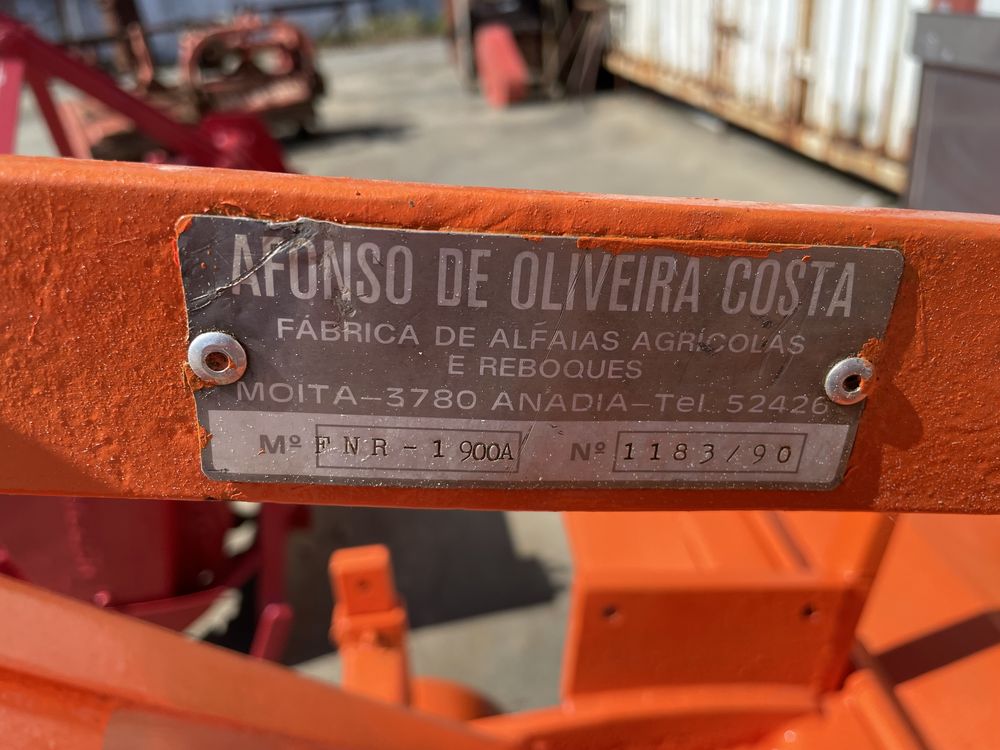 AFONSO DE OLIVEIRA COSTA
FÁBRICA DE ALFAIAS AGRÍCOLAS
E REBOQUES
MOITA-3780 ANADIA-Tel. 52426
Mº FNR-1900A Nº 1183/90